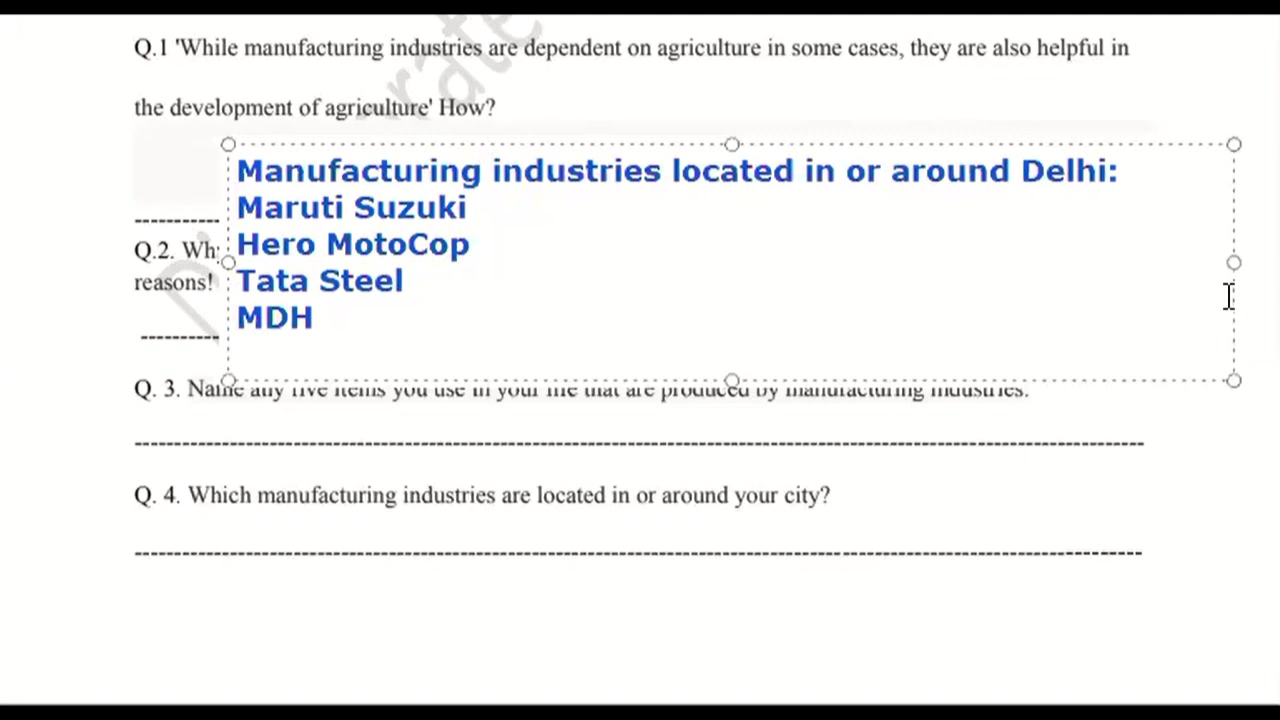 Q.1 'While manufacturing industries are dependent on agriculture in some cases, they are also helpful in
the development of agriculture' How?
Manufacturing industries located in or around Delhi:
Maruti Suzuki
Hero MotoCop
Tata Steel
MDH
Q.2. Wh
reasons!
Q. 3. Name any five items you use in your life that are produced by manufacturing industries.
Q. 4. Which manufacturing industries are located in or around your city?